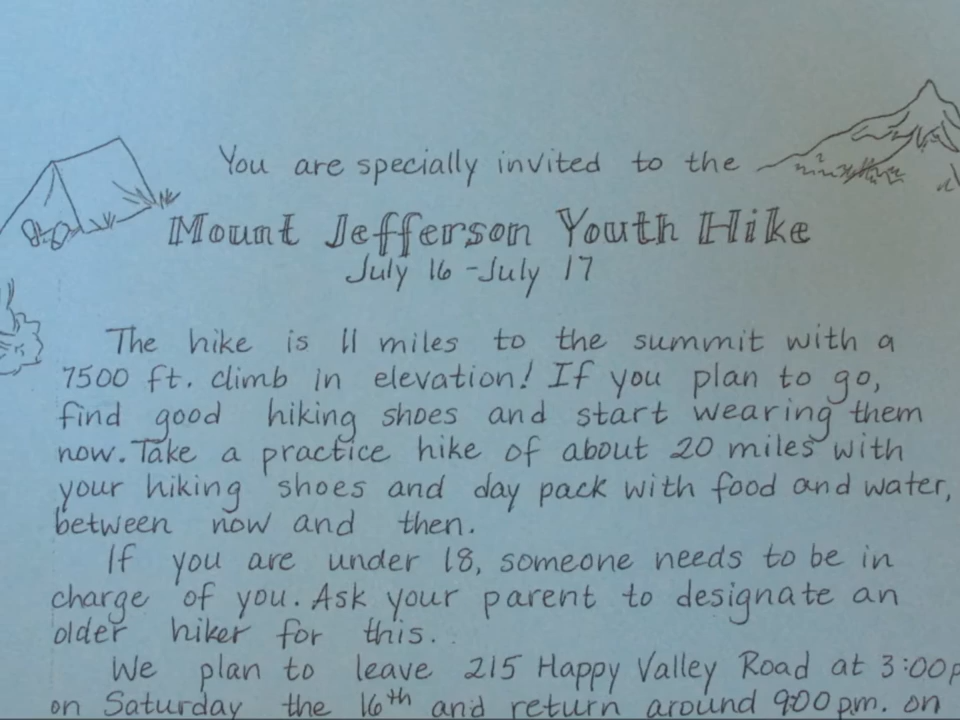 You are specially invited to the
Mount Jefferson Youth Hike
July 16 - July 17
The hike is 11 miles to the summit with a
7500 ft. climb in elevation! If you plan to go,
find good hiking shoes and start wearing them
now. Take a practice hike of about 20 miles with
your hiking shoes and day pack with food and water,
between now and then.
If you are under 18, someone needs to be in
charge of you. Ask your parent to designate an
older hiker for this.
We plan to leave 215 Happy Valley Road at 3:00p
on Saturday the 16th and return around 9:00 p.m. on